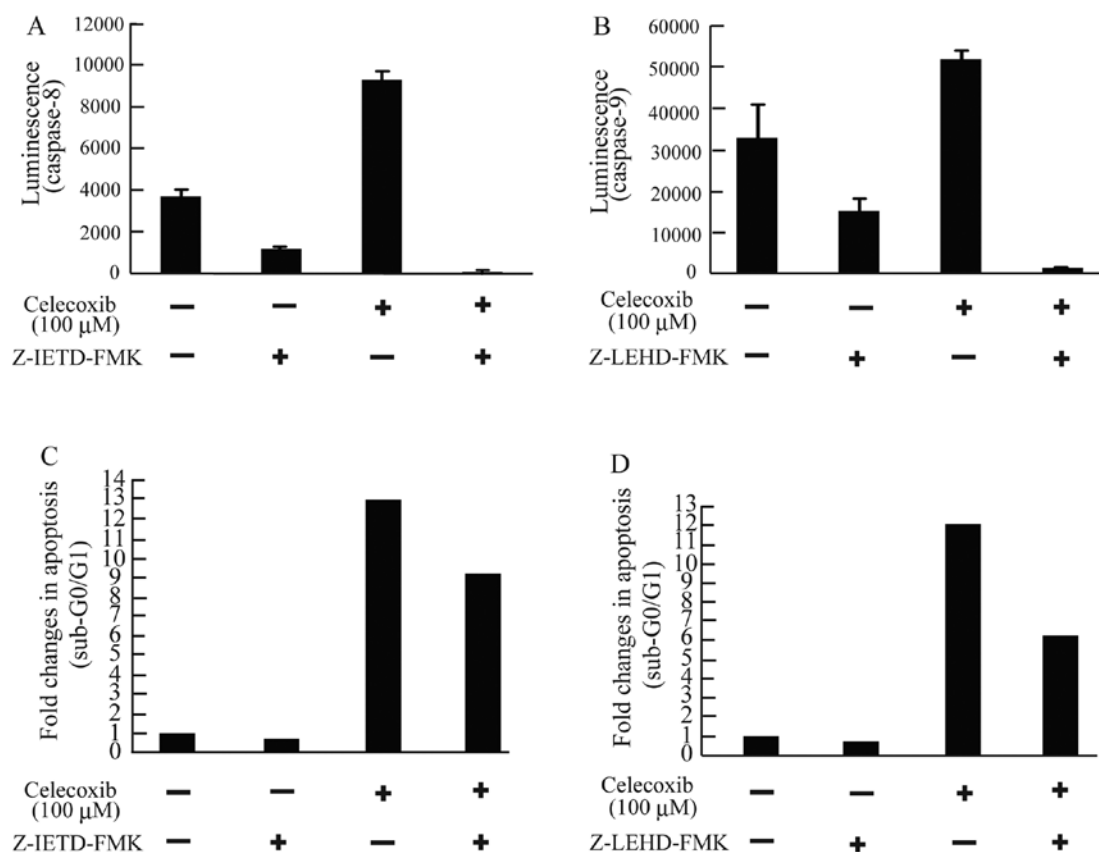 A
Luminescence
(caspase-8)
12000
10000
8000
6000
4000
2000
0
Celecoxib
(100 µM)
− − + +
Z-IETD-FMK
− + − +
B
Luminescence
(caspase-9)
60000
50000
40000
30000
20000
10000
0
Celecoxib
(100 µM)
− − + +
Z-LEHD-FMK
− + − +
C
Fold changes in apoptosis
(sub-G0/G1)
14
13
12
11
10
9
8
7
6
5
4
3
2
1
0
Celecoxib
(100 µM)
− − + +
Z-IETD-FMK
− + − +
D
Fold changes in apoptosis
(sub-G0/G1)
13
12
11
10
9
8
7
6
5
4
3
2
1
0
Celecoxib
(100 µM)
− − + +
Z-LEHD-FMK
− + − +